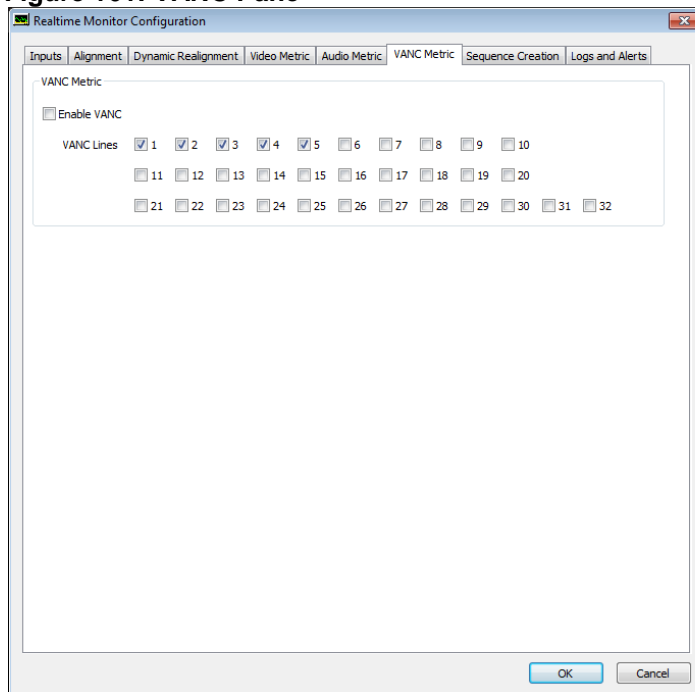 Realtime Monitor Configuration
Inputs Alignment Dynamic Realignment Video Metric Audio Metric VANC Metric Sequence Creation Logs and Alerts
VANC Metric
Enable VANC
VANC Lines 1 2 3 4 5 6 7 8 9 10
11 12 13 14 15 16 17 18 19 20
21 22 23 24 25 26 27 28 29 30 31 32
OK Cancel